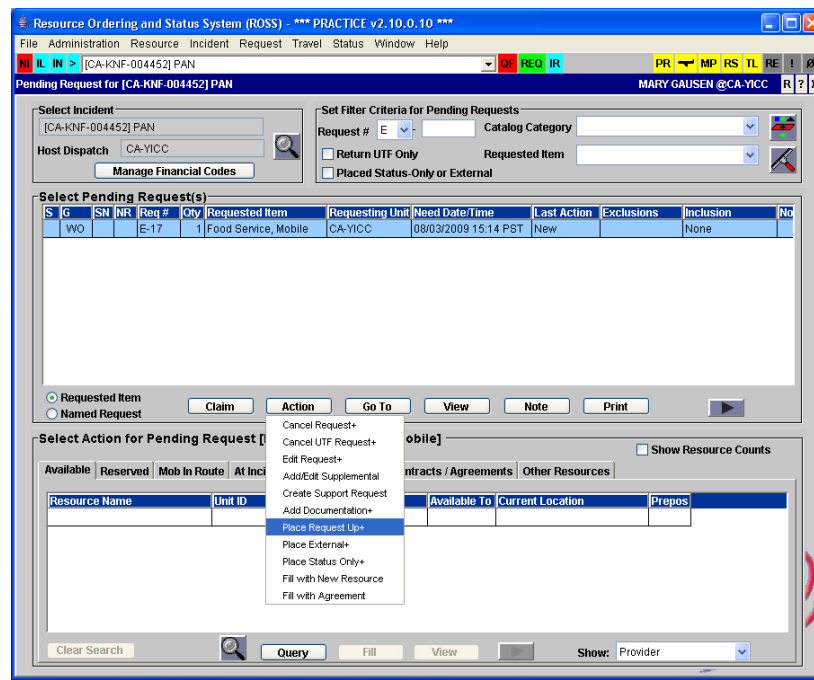 Resource Ordering and Status System (ROSS) - *** PRACTICE v2.10.0.10 ***
File Administration Resource Incident Request Travel Status Window Help
NI IL IN > [CA-KNF-004452] PAN QF REQ IR PR MP RS TL RE !
Pending Request for [CA-KNF-004452] PAN MARY GAUSEN @CA-YICC R ?
Select Incident
[CA-KNF-004452] PAN
Host Dispatch CA-YICC
Manage Financial Codes
Set Filter Criteria for Pending Requests
Request # E - Catalog Category
Return UTF Only Requested Item
Placed Status-Only or External
Select Pending Request(s)
S G SN NR Req # Qty Requested Item Requesting Unit Need Date/Time Last Action Exclusions Inclusion No
WO E-17 1 Food Service, Mobile CA-YICC 08/03/2009 15:14 PST New None
Requested Item
Named Request
Claim Action Go To View Note Print
Cancel Request+
Cancel UTF Request+
Edit Request+
Add/Edit Supplemental
Create Support Request
Add Documentation+
Place Request Up+
Place External+
Place Status Only+
Fill with New Resource
Fill with Agreement
Select Action for Pending Request [ obile]
Show Resource Counts
Available Reserved Mob In Route At Inci ntracts / Agreements Other Resources
Resource Name Unit ID Available To Current Location Prepos
Clear Search Query Fill View Show: Provider